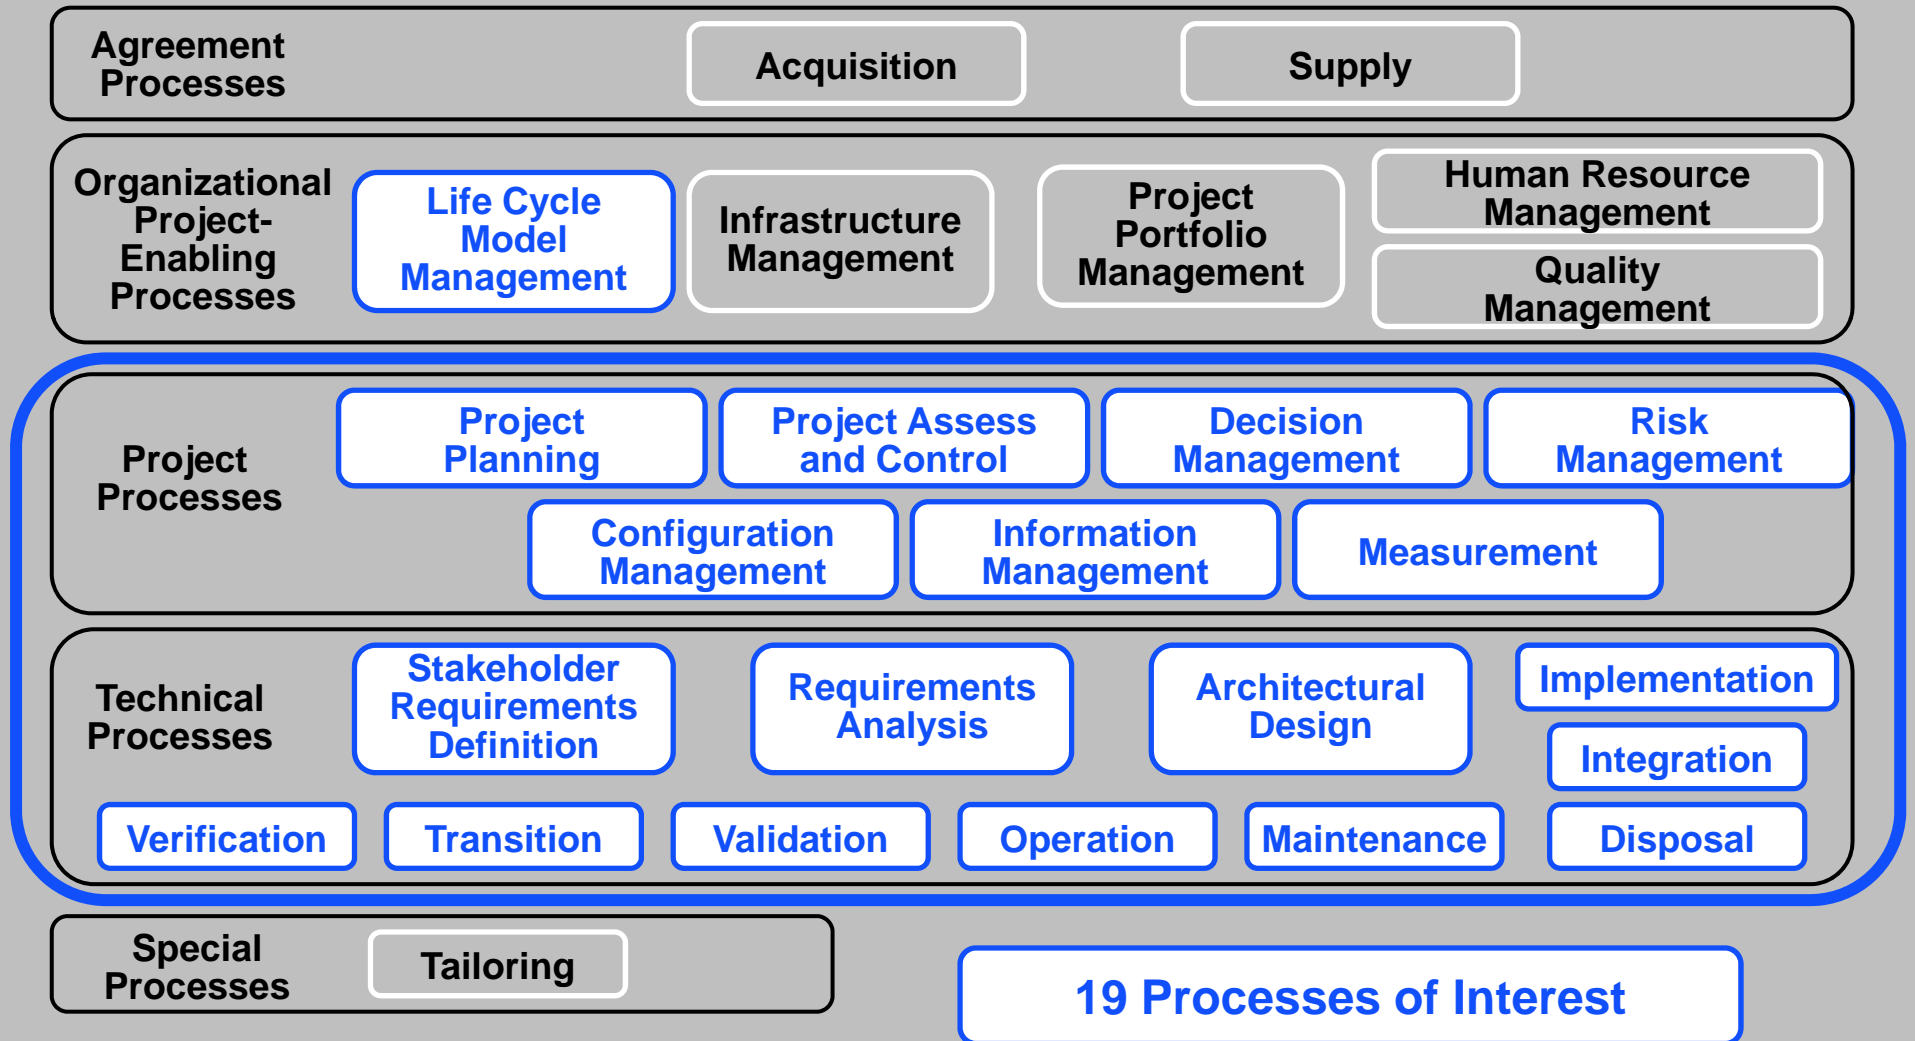 Agreement
Processes
Acquisition
Supply
Organizational
Project-
Enabling
Processes
Life Cycle
Model
Management
Infrastructure
Management
Project
Portfolio
Management
Human Resource
Management
Quality
Management
Project
Processes
Project
Planning
Project Assess
and Control
Decision
Management
Risk
Management
Configuration
Management
Information
Management
Measurement
Technical
Processes
Stakeholder
Requirements
Definition
Requirements
Analysis
Architectural
Design
Implementation
Integration
Verification
Transition
Validation
Operation
Maintenance
Disposal
Special
Processes
Tailoring
19 Processes of Interest